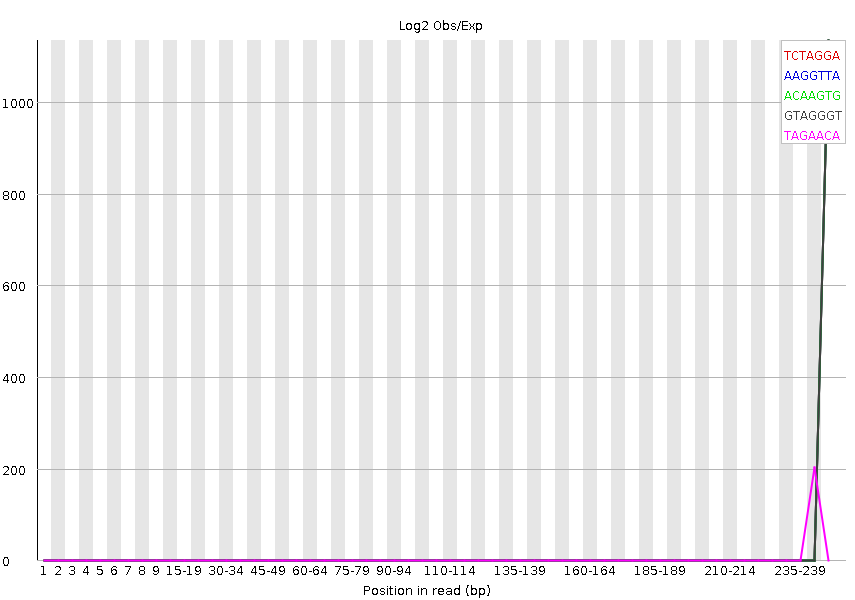 Log2 Obs/Exp
TCTAGGA
AAGGTTA
ACAAGTG
GTAGGGT
TAGAACA
1000
800
600
400
200
0
1 2 3 4 5 6 7 8 9 15-19 30-34 45-49 60-64 75-79 90-94 110-114 135-139 160-164 185-189 210-214 235-239
Position in read (bp)